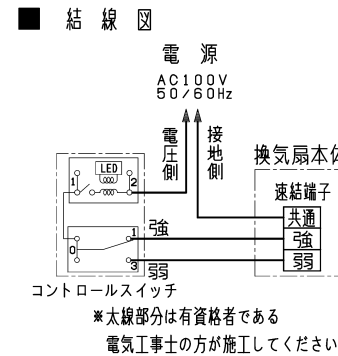 ■ 結線図
電源
AC100V
50/60Hz
電圧側
接地側
換気扇本体
LED
1
2
速結端子
共通
強
弱
0
1
強
3
弱
コントロールスイッチ
※太線部分は有資格者である
電気工事士の方が施工してください